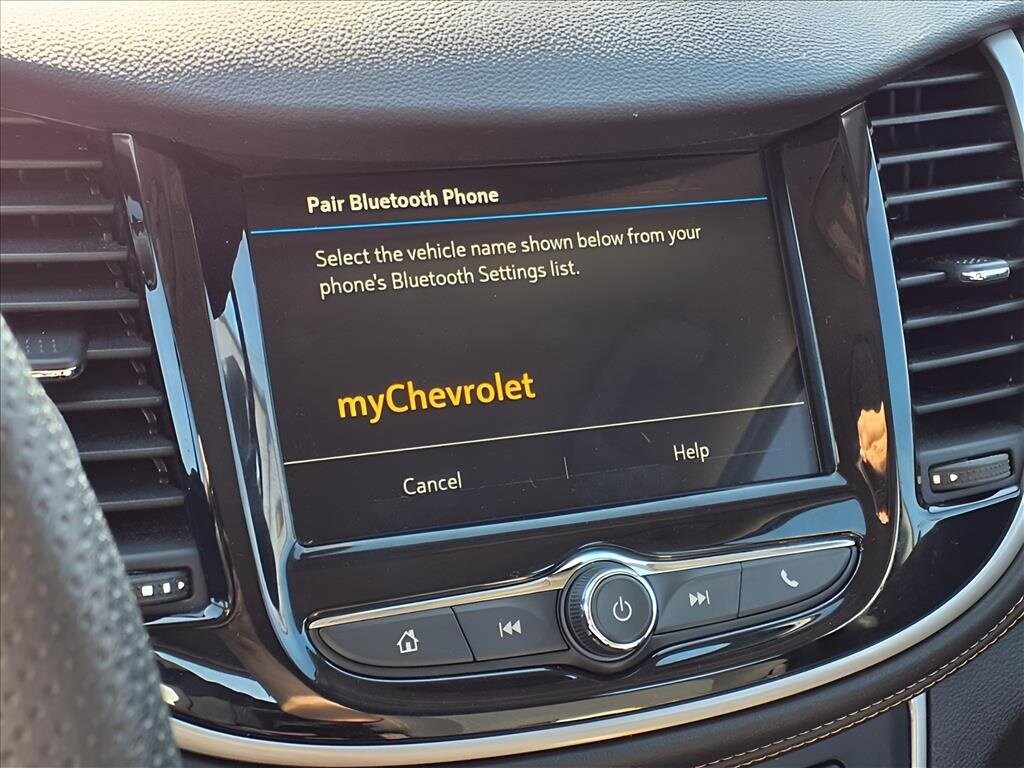 Pair Bluetooth Phone
Select the vehicle name shown below from your
phone's Bluetooth Settings list.
myChevrolet
Cancel
Help